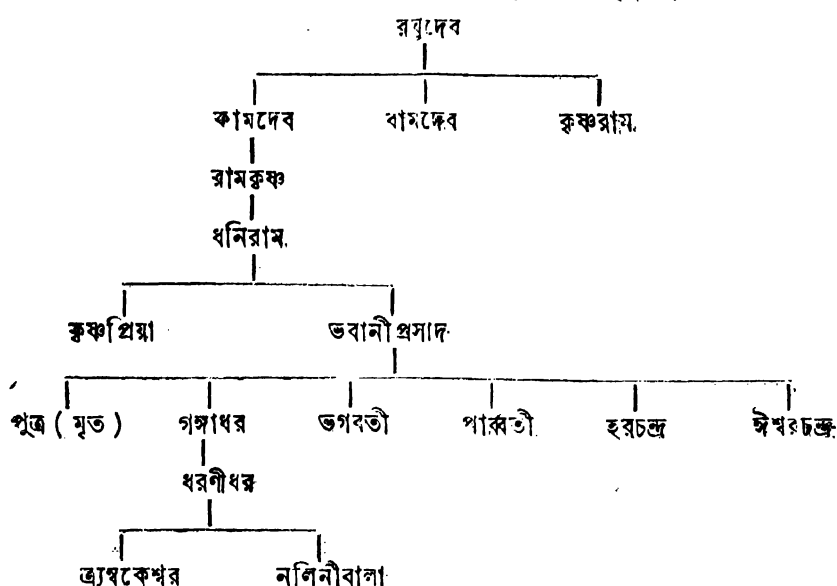 রঘুদেব
কামদেব বামদেব কৃষ্ণরাম
রামকৃষ্ণ
ধনিরাম
কৃষ্ণপ্রিয়া ভবানীপ্রসাদ
পুত্র ( মৃত ) গঙ্গাধর ভগবতী পার্ব্বতী হরচন্দ্র ঈশ্বরচন্দ্র
ধরণীধর
ত্র্যম্বকেশ্বর নলিনীবালা